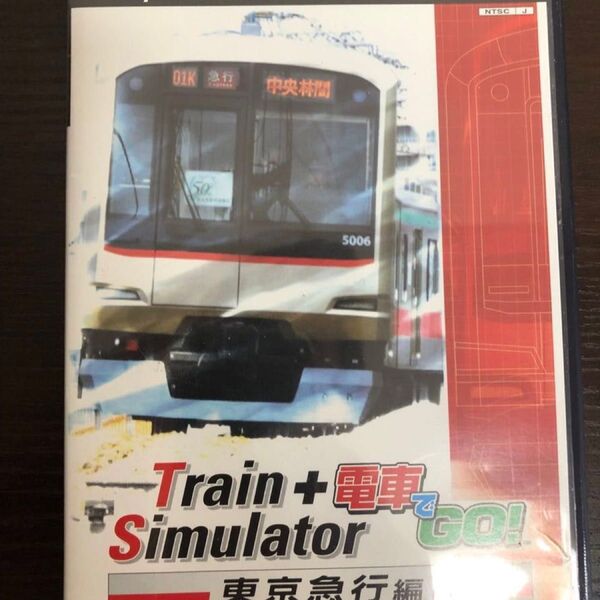 NTSC J
01K 急行 中央林間
5006
Train + 電車でGO!
Simulator
東京急行編